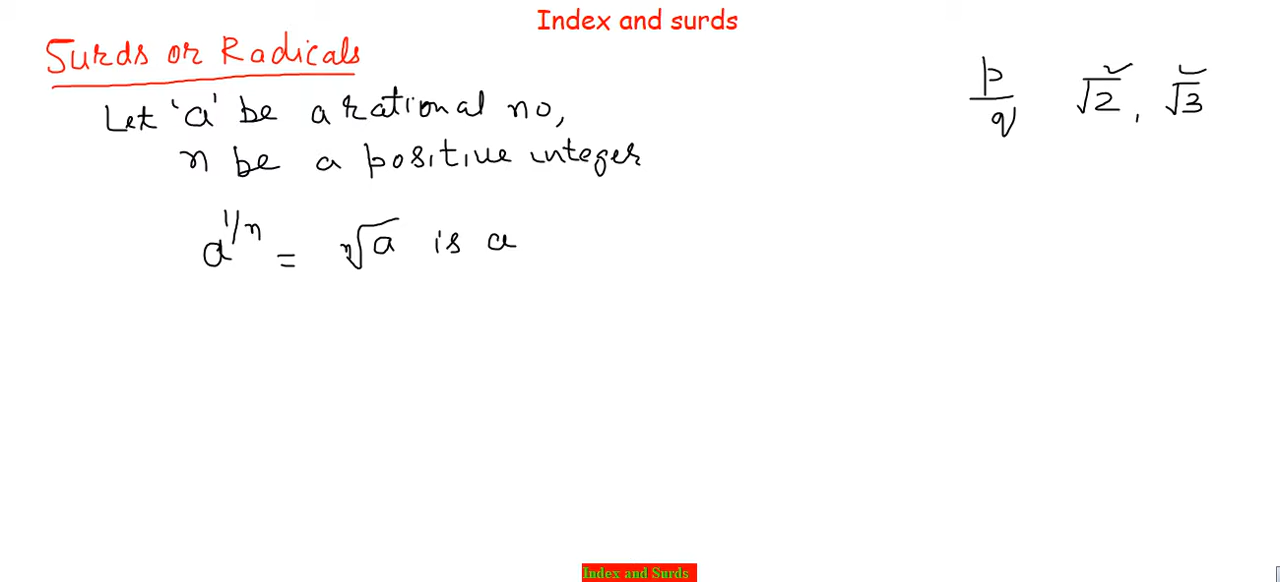 Index and surds
Surds or Radicals
p/q √2, √3
Let 'a' be a rational no,
n be a positive integer
a^1/n = ⁿ√a is a
Index and Surds